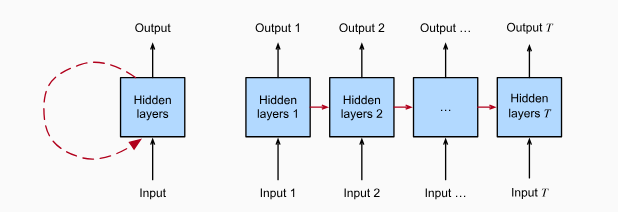 Output
Output 1
Output 2
Output ...
Output T
Hidden
layers
Hidden
layers 1
Hidden
layers 2
...
Hidden
layers T
Input
Input 1
Input 2
Input ...
Input T